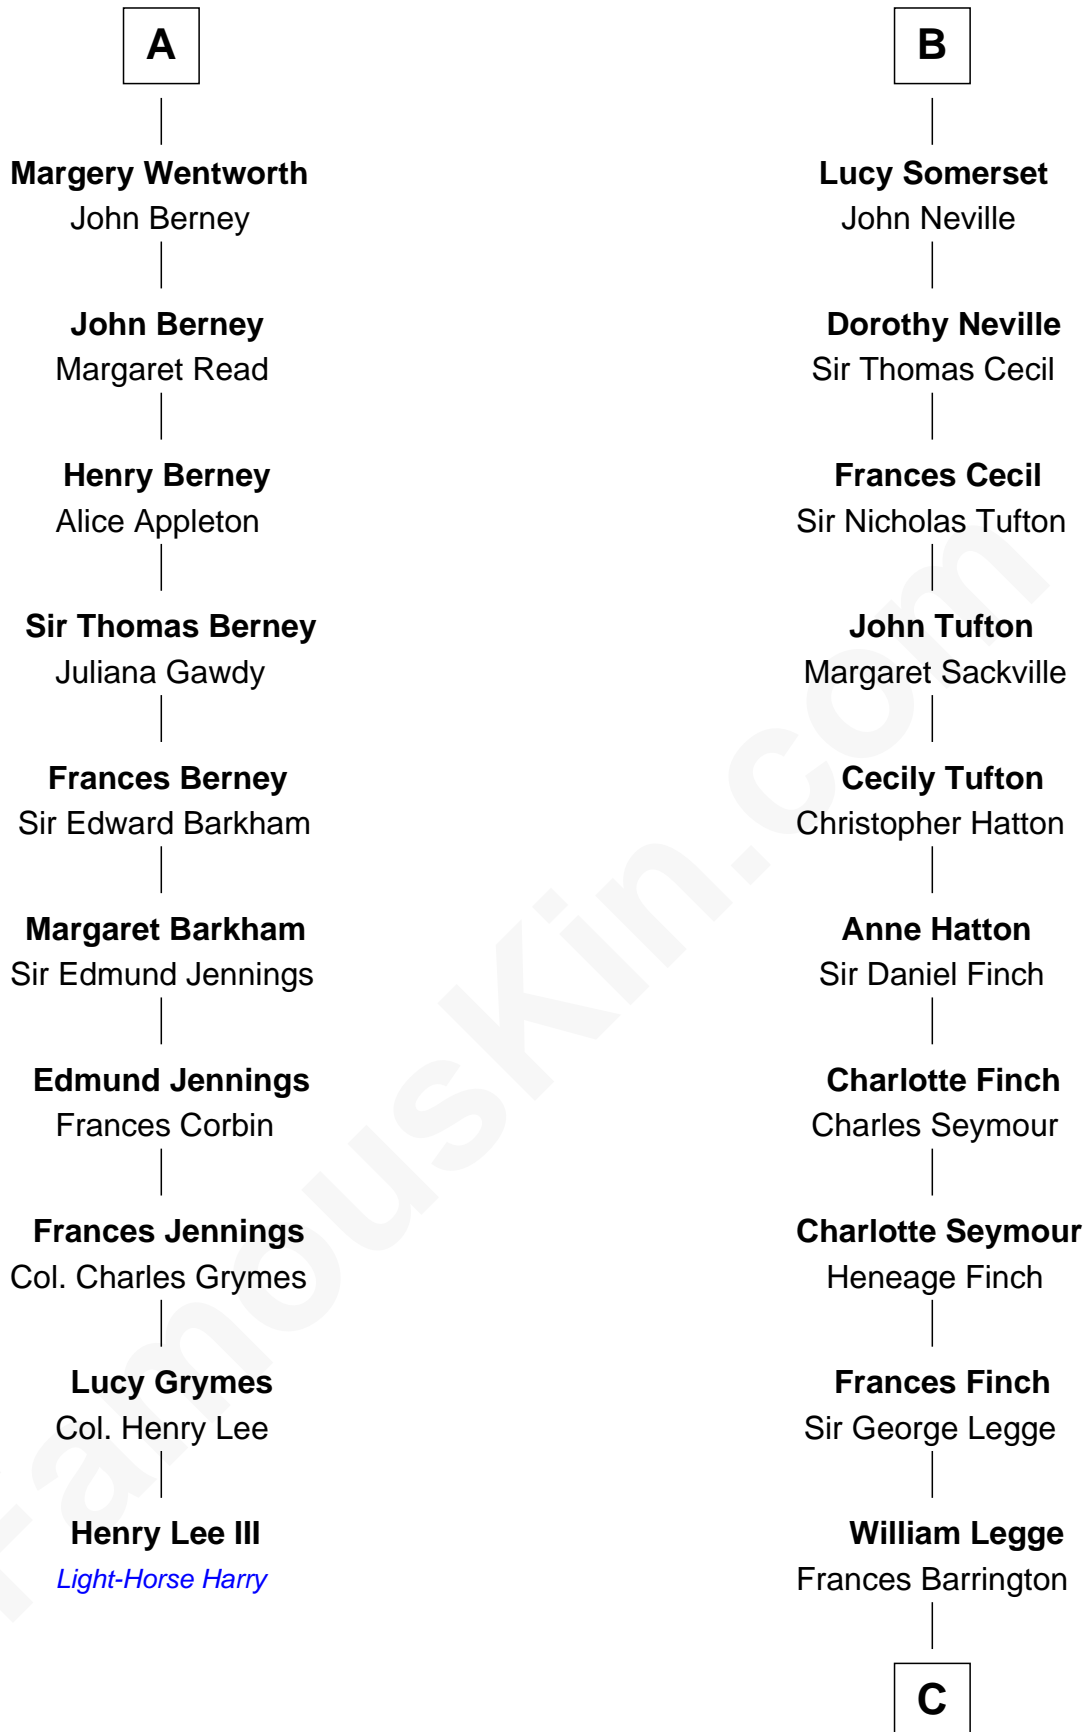 A
Margery Wentworth
John Berney
John Berney
Margaret Read
Henry Berney
Alice Appleton
Sir Thomas Berney
Juliana Gawdy
Frances Berney
Sir Edward Barkham
Margaret Barkham
Sir Edmund Jennings
Edmund Jennings
Frances Corbin
Frances Jennings
Col. Charles Grymes
Lucy Grymes
Col. Henry Lee
Henry Lee III
Light-Horse Harry
B
Lucy Somerset
John Neville
Dorothy Neville
Sir Thomas Cecil
Frances Cecil
Sir Nicholas Tufton
John Tufton
Margaret Sackville
Cecily Tufton
Christopher Hatton
Anne Hatton
Sir Daniel Finch
Charlotte Finch
Charles Seymour
Charlotte Seymour
Heneage Finch
Frances Finch
Sir George Legge
William Legge
Frances Barrington
C
FamousKin.com